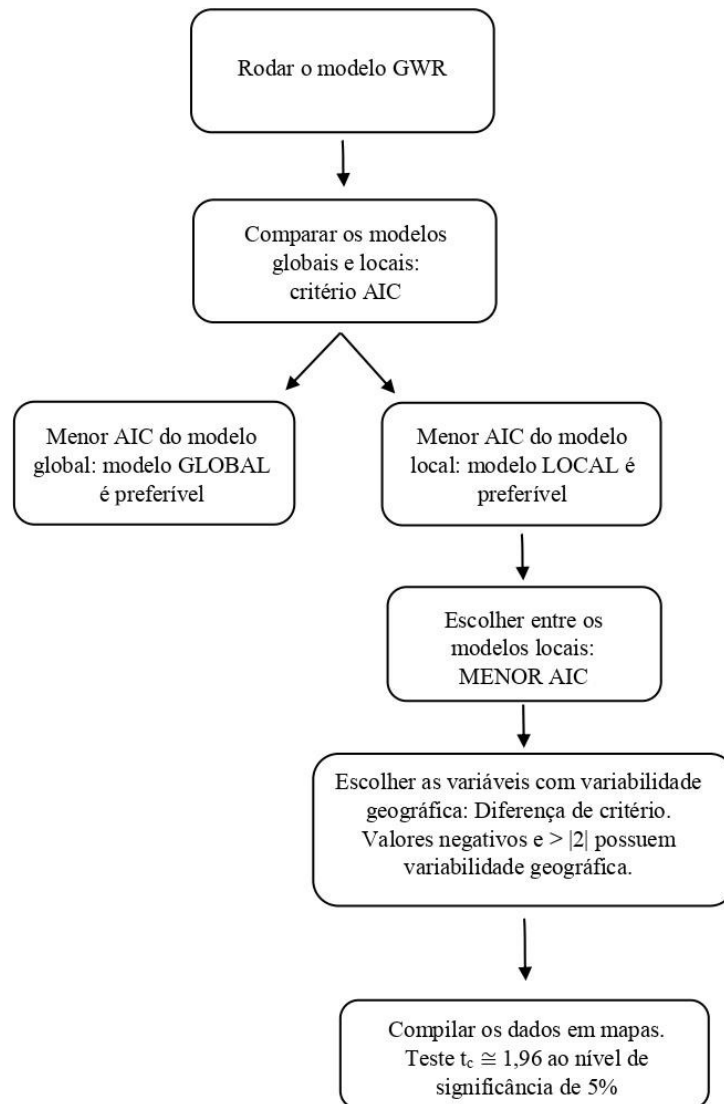 Rodar o modelo GWR
Comparar os modelos
globais e locais:
critério AIC
Menor AIC do modelo
global: modelo GLOBAL
é preferível
Menor AIC do modelo
local: modelo LOCAL é
preferível
Escolher entre os
modelos locais:
MENOR AIC
Escolher as variáveis com variabilidade
geográfica: Diferença de critério.
Valores negativos e > |2| possuem
variabilidade geográfica.
Compilar os dados em mapas.
Teste t_c ≅ 1,96 ao nível de
significância de 5%